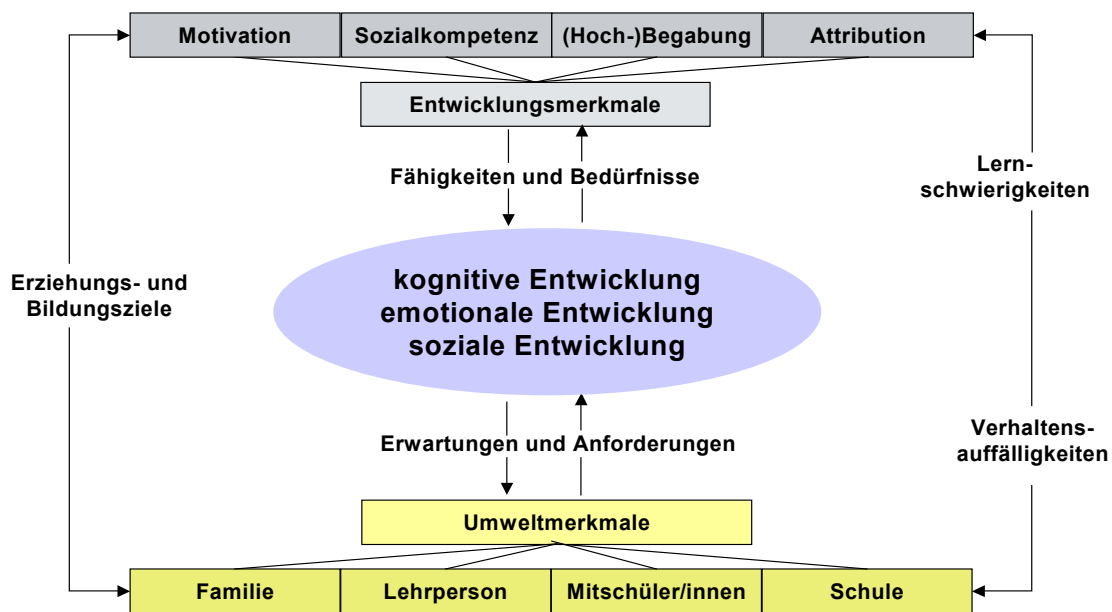 Motivation
Sozialkompetenz
(Hoch-)Begabung
Attribution
Entwicklungsmerkmale
Fähigkeiten und Bedürfnisse
Lern-
schwierigkeiten
Erziehungs- und
Bildungsziele
kognitive Entwicklung
emotionale Entwicklung
soziale Entwicklung
Verhaltens-
auffälligkeiten
Erwartungen und Anforderungen
Umweltmerkmale
Familie
Lehrperson
Mitschüler/innen
Schule